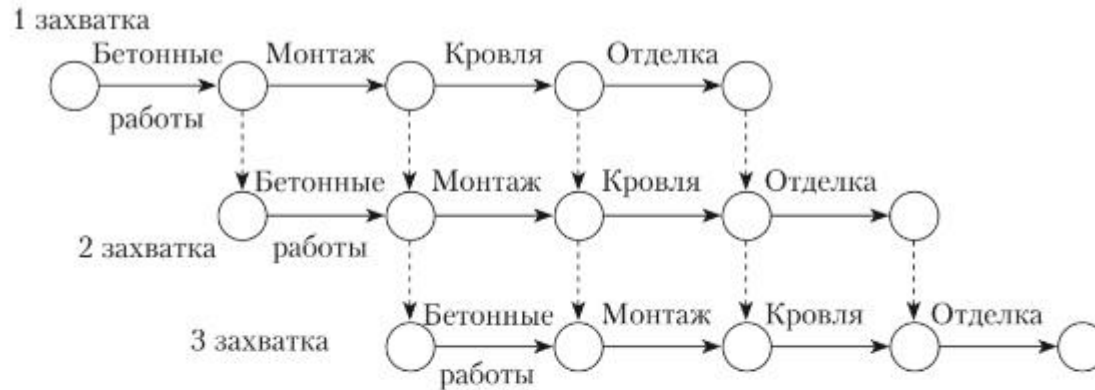 1 захватка
Бетонные Монтаж Кровля Отделка
работы
Бетонные Монтаж Кровля Отделка
2 захватка работы
Бетонные Монтаж Кровля Отделка
3 захватка
работы